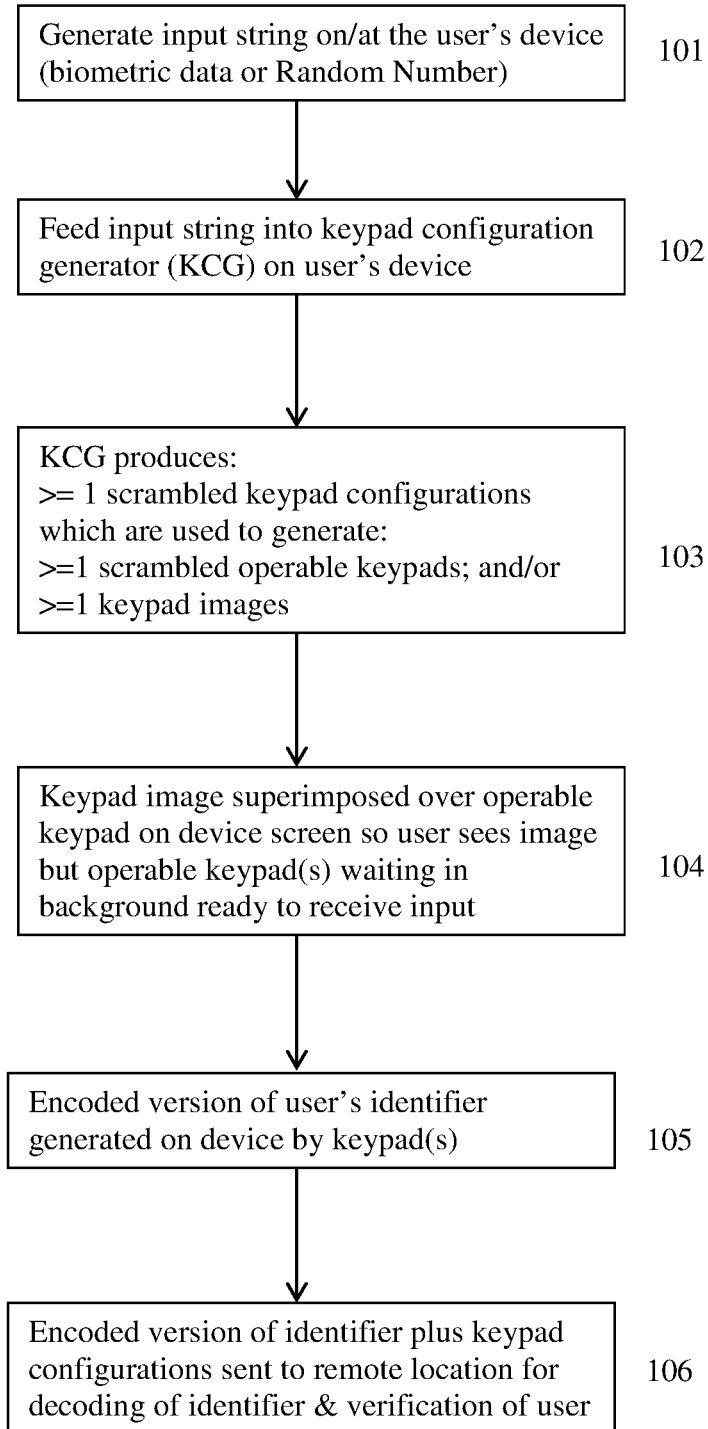 Generate input string on/at the user's device
(biometric data or Random Number)
101
Feed input string into keypad configuration
generator (KCG) on user's device
102
KCG produces:
>= 1 scrambled keypad configurations
which are used to generate:
>=1 scrambled operable keypads; and/or
>=1 keypad images
103
Keypad image superimposed over operable
keypad on device screen so user sees image
but operable keypad(s) waiting in
background ready to receive input
104
Encoded version of user's identifier
generated on device by keypad(s)
105
Encoded version of identifier plus keypad
configurations sent to remote location for
decoding of identifier & verification of user
106